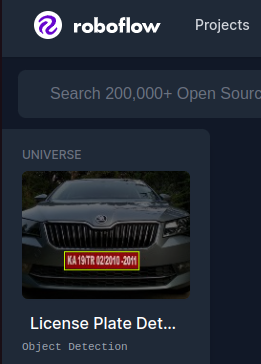 roboflow
Projects
Search 200,000+ Open Sourc
UNIVERSE
KA 19/TR 02/2010 -2011
License Plate Det...
Object Detection